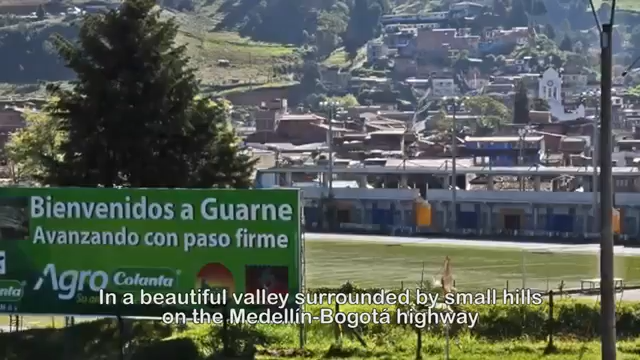 Bienvenidos a Guarne
Avanzando con paso firme
Agro Colanta
In a beautiful valley surrounded by small hills
on the Medellín-Bogotá highway